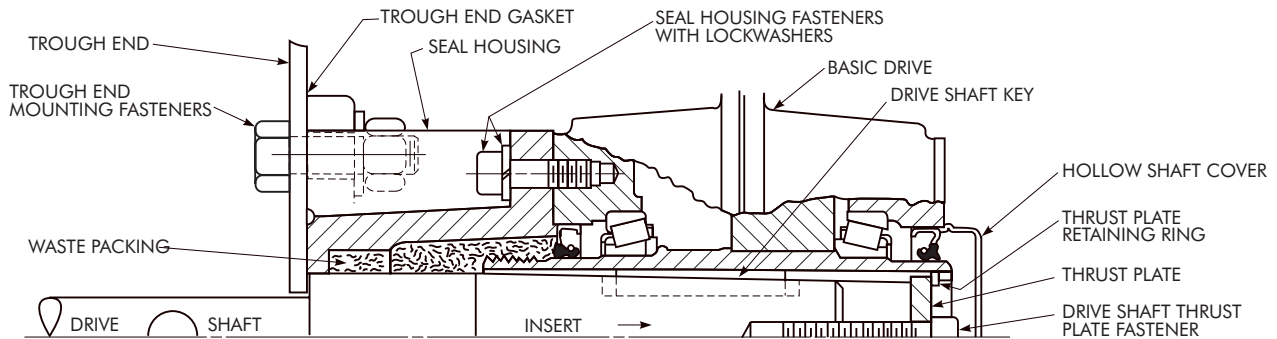 TROUGH END GASKET
TROUGH END
SEAL HOUSING
SEAL HOUSING FASTENERS
WITH LOCKWASHERS
BASIC DRIVE
DRIVE SHAFT KEY
TROUGH END
MOUNTING FASTENERS
HOLLOW SHAFT COVER
THRUST PLATE
RETAINING RING
WASTE PACKING
THRUST PLATE
DRIVE SHAFT THRUST
PLATE FASTENER
DRIVE SHAFT
INSERT